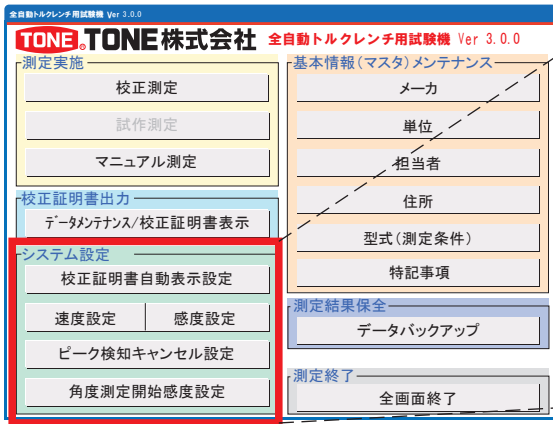 全自動トルクレンチ用試験機 Ver 3.0.0
TONE®TONE株式会社 全自動トルクレンチ用試験機 Ver 3.0.0
測定実施
校正測定
試作測定
マニュアル測定
校正証明書出力
ﾃﾞｰﾀﾒﾝﾃﾅﾝｽ/校正証明書表示
システム設定
校正証明書自動表示設定
速度設定 感度設定
ピーク検知キャンセル設定
角度測定開始感度設定
基本情報(マスタ)メンテナンス
メーカ
単位
担当者
住所
型式(測定条件)
特記事項
測定結果保全
データバックアップ
測定終了
全画面終了